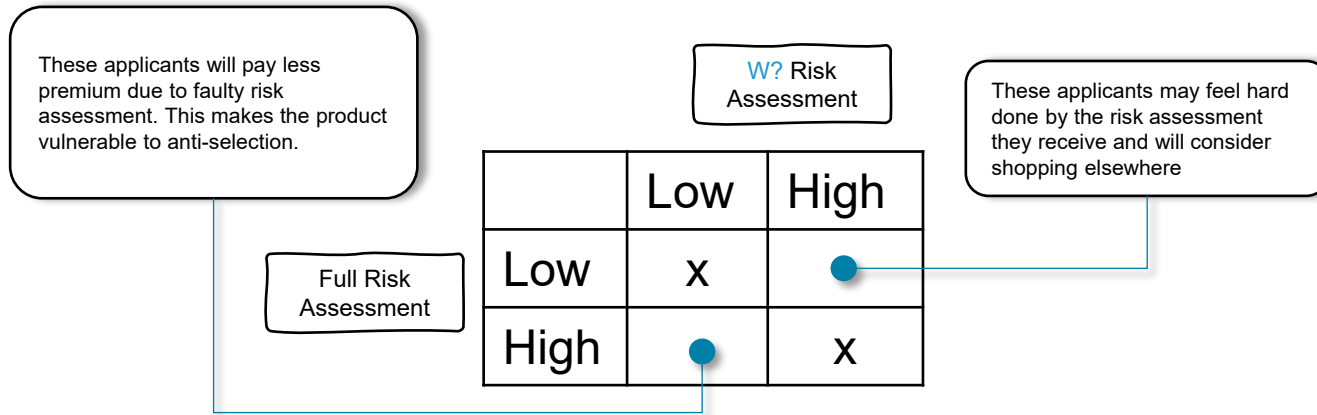 These applicants will pay less
premium due to faulty risk
assessment. This makes the product
vulnerable to anti-selection.
W? Risk
Assessment
These applicants may feel hard
done by the risk assessment
they receive and will consider
shopping elsewhere
Low High
Full Risk
Assessment
Low x
High x